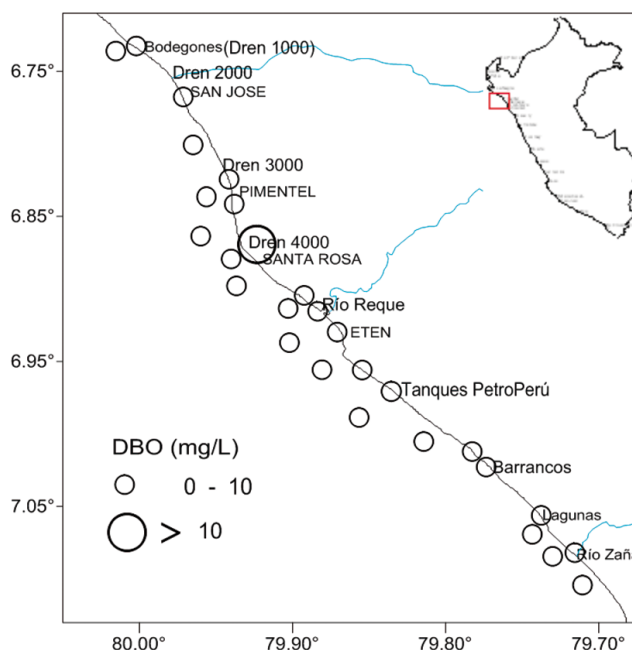 Bodegones(Dren 1000)
6.75°
Dren 2000
SAN JOSE
Dren 3000
PIMENTEL
6.85°
Dren 4000
SANTA ROSA
Río Reque
ETEN
6.95°
Tanques PetroPerú
DBO (mg/L)
Barrancos
0 - 10
7.05°
Lagunas
> 10
Río Zaña
80.00° 79.90° 79.80° 79.70°